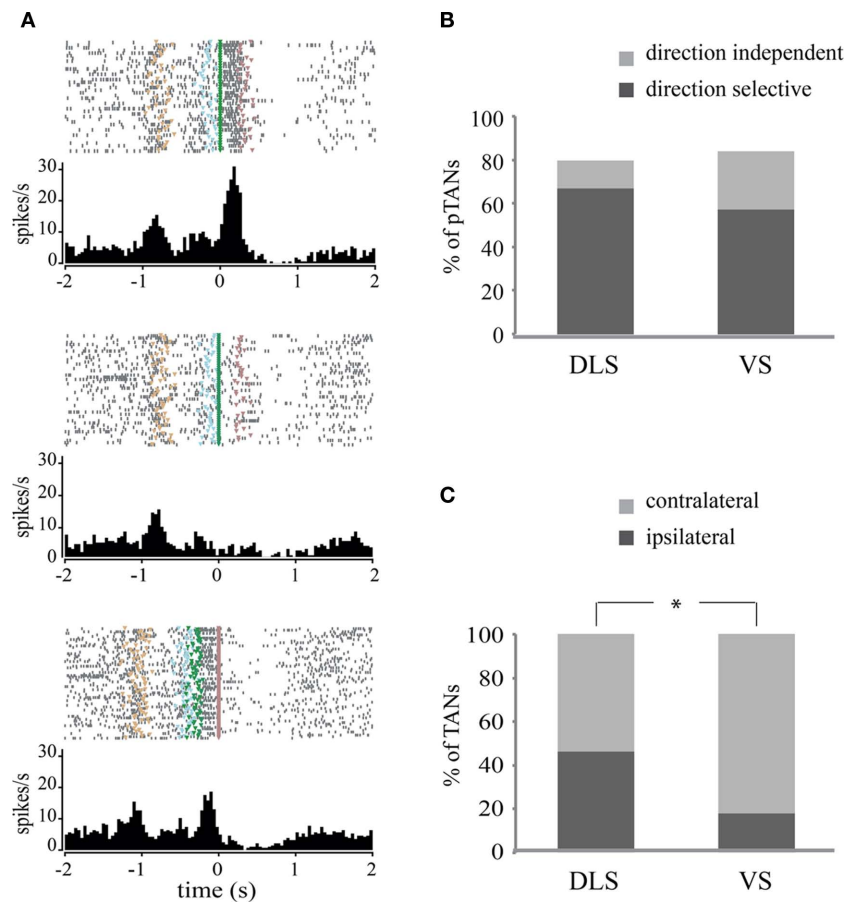 A
spikes/s
30
20
10
0
-2 -1 0 1 2
spikes/s
30
20
10
0
-2 -1 0 1 2
spikes/s
30
20
10
0
-2 -1 0 1 2
time (s)
B
direction independent
direction selective
% of pTANs
100
80
60
40
20
0
DLS VS
C
contralateral
ipsilateral
*
% of TANs
100
80
60
40
20
0
DLS VS